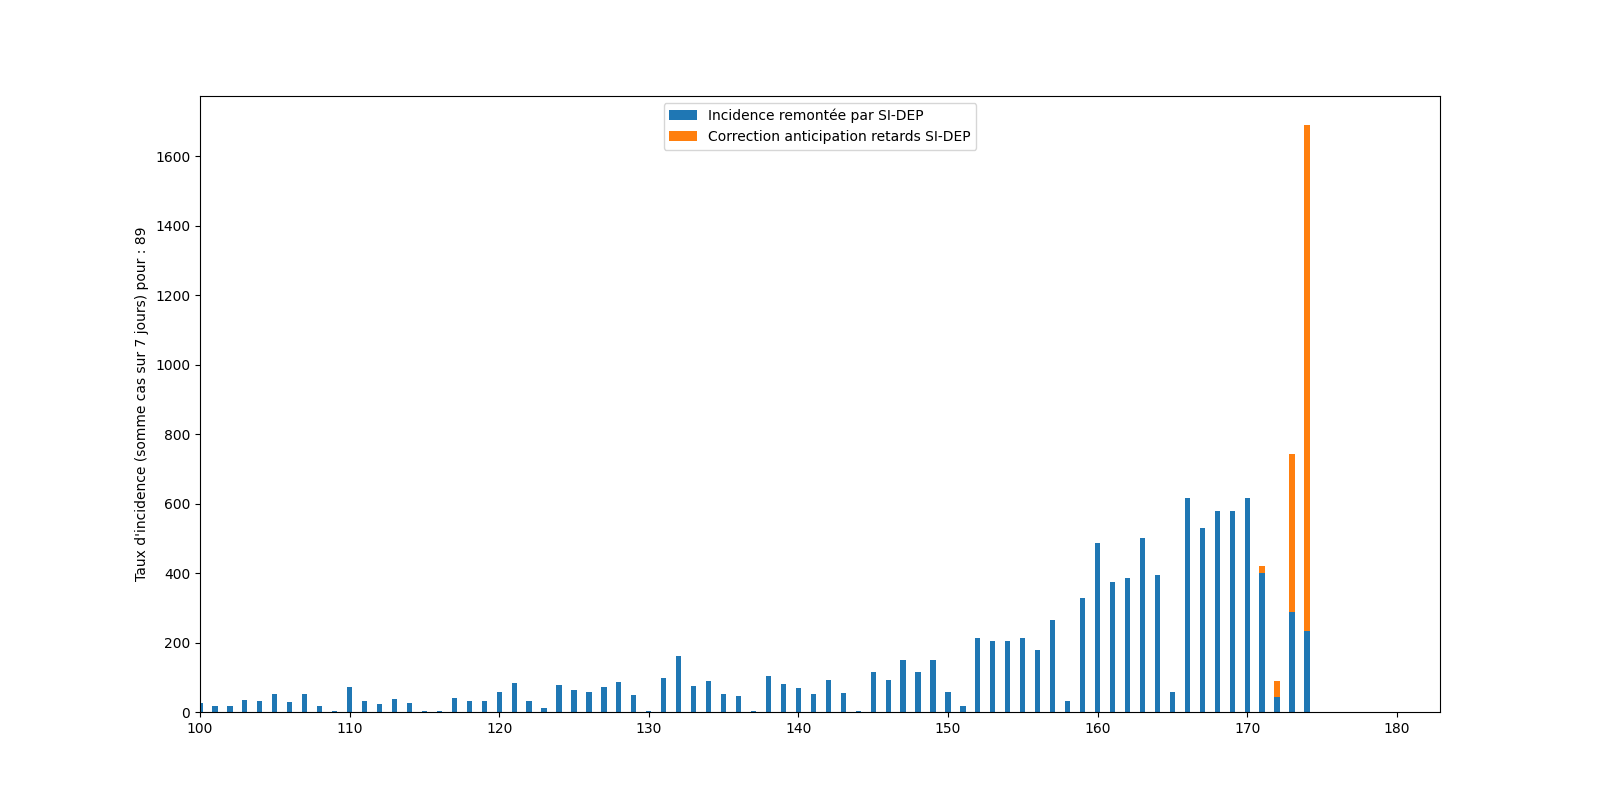 Incidence remontée par SI-DEP
Correction anticipation retards SI-DEP
Taux d'incidence (somme cas sur 7 jours) pour : 89
1600
1400
1200
1000
800
600
400
200
0
100 110 120 130 140 150 160 170 180